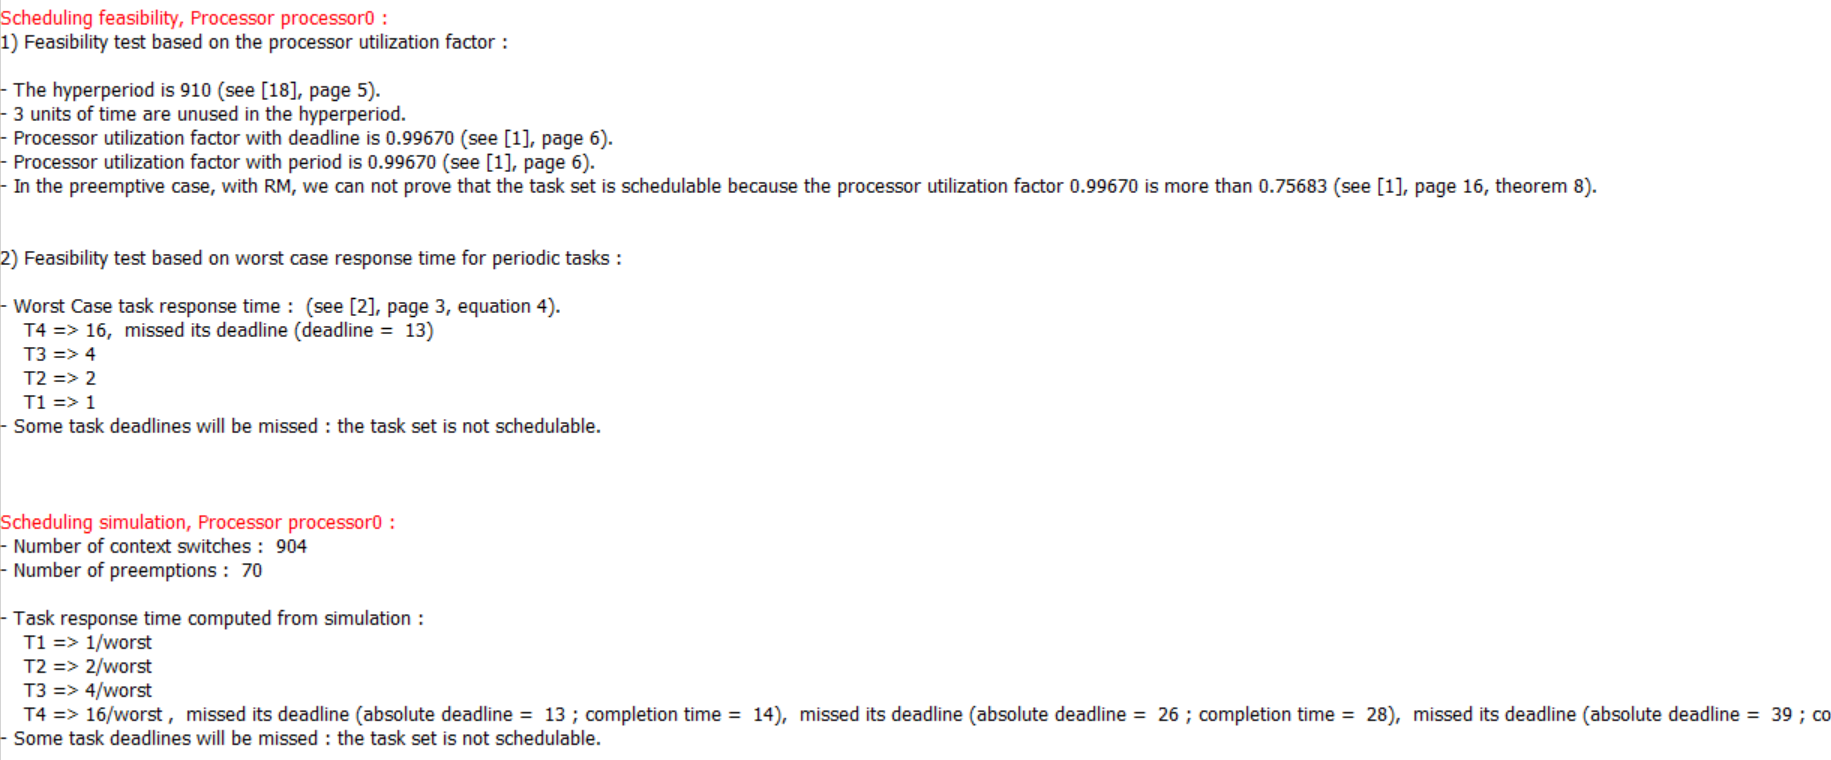 Scheduling feasibility, Processor processor0 :
1) Feasibility test based on the processor utilization factor :
- The hyperperiod is 910 (see [18], page 5).
- 3 units of time are unused in the hyperperiod.
- Processor utilization factor with deadline is 0.99670 (see [1], page 6).
- Processor utilization factor with period is 0.99670 (see [1], page 6).
- In the preemptive case, with RM, we can not prove that the task set is schedulable because the processor utilization factor 0.99670 is more than 0.75683 (see [1], page 16, theorem 8).
2) Feasibility test based on worst case response time for periodic tasks :
- Worst Case task response time :  (see [2], page 3, equation 4).
T4 => 16,  missed its deadline (deadline =  13)
T3 => 4
T2 => 2
T1 => 1
- Some task deadlines will be missed : the task set is not schedulable.
Scheduling simulation, Processor processor0 :
- Number of context switches :  904
- Number of preemptions :  70
- Task response time computed from simulation :
T1 => 1/worst
T2 => 2/worst
T3 => 4/worst
T4 => 16/worst ,  missed its deadline (absolute deadline =  13 ; completion time =  14),  missed its deadline (absolute deadline =  26 ; completion time =  28),  missed its deadline (absolute deadline =  39 ; co
- Some task deadlines will be missed : the task set is not schedulable.